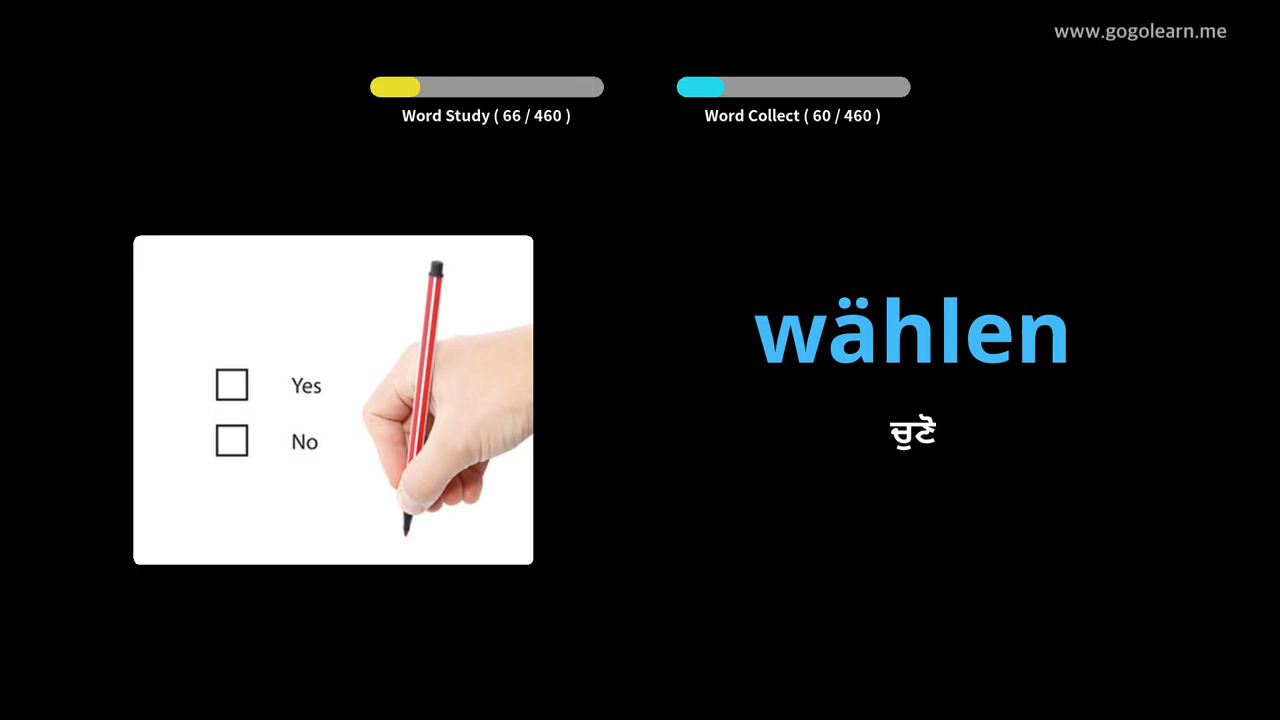 www.gogolearn.me
Word Study ( 66 / 460 )
Word Collect ( 60 / 460 )
Yes
No
wählen
ਚੁਣੋ